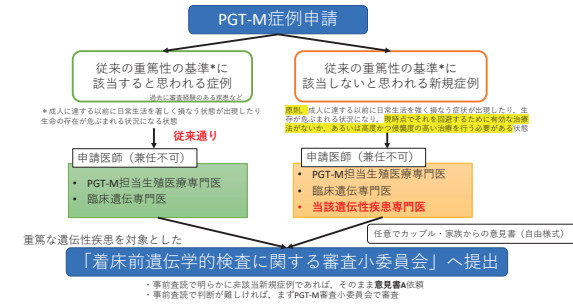 PGT-M症例申請
従来の重篤性の基準*に
該当すると思われる症例
過去に審査経験のある疾患など
従来の重篤性の基準*に
該当しないと思われる新規症例
＊成人に達する以前に日常生活を著しく損なう状態が出現したり
生命の存在が危ぶまれる状況になる状態
原則、成人に達する以前に日常生活を強く損なう症状が出現したり、生
存が危ぶまれる状況になり、現時点でそれを回避するために有効な治療
法がないか、あるいは高度かつ侵襲度の高い治療を行う必要がある状態
従来通り
申請医師（兼任不可）
• PGT-M担当生殖医療専門医
• 臨床遺伝専門医
申請医師（兼任不可）
• PGT-M担当生殖医療専門医
• 臨床遺伝専門医
• 当該遺伝性疾患専門医
任意でカップル・家族からの意見書（自由様式）
重篤な遺伝性疾患を対象とした
「着床前遺伝学的検査に関する審査小委員会」へ提出
・事前査読で明らかに非該当新規症例であれば、そのまま意見書A依頼
・事前査読で判断が難しければ、まずPGT-M審査小委員会で審査